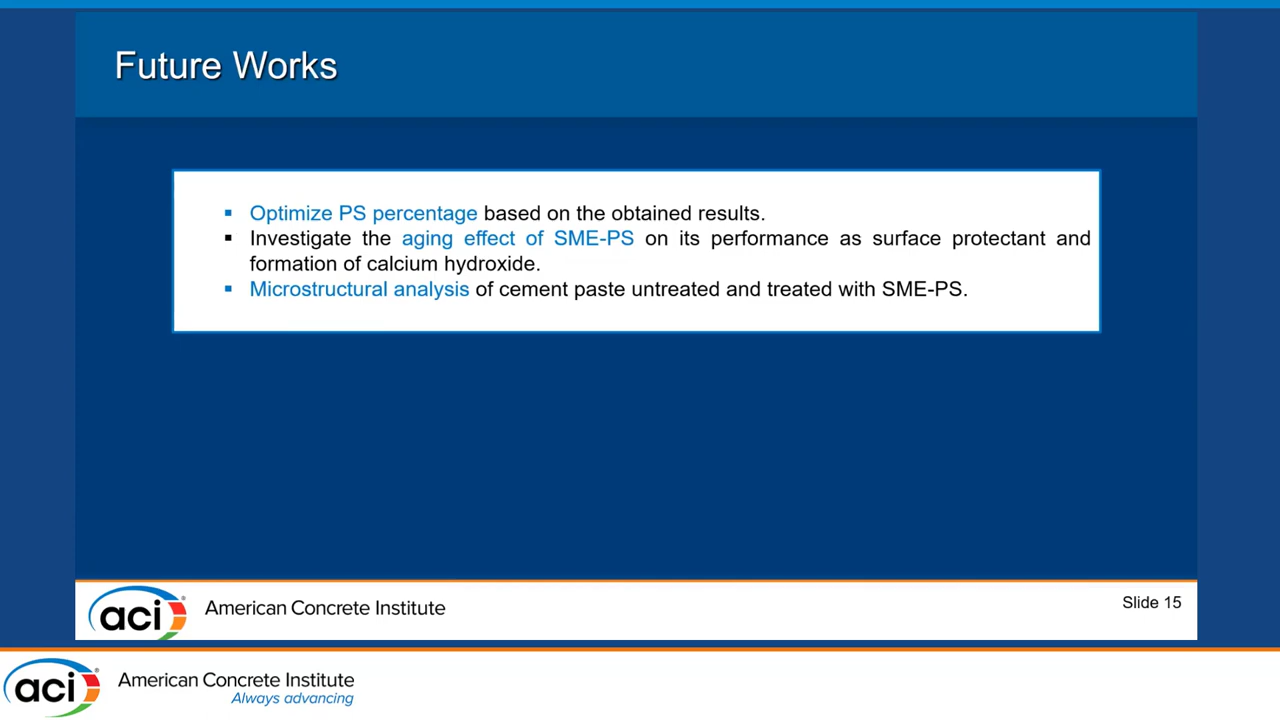 Future Works
▪ Optimize PS percentage based on the obtained results.
▪ Investigate the aging effect of SME-PS on its performance as surface protectant and
formation of calcium hydroxide.
▪ Microstructural analysis of cement paste untreated and treated with SME-PS.
aci® American Concrete Institute
Slide 15
aci® American Concrete Institute
Always advancing